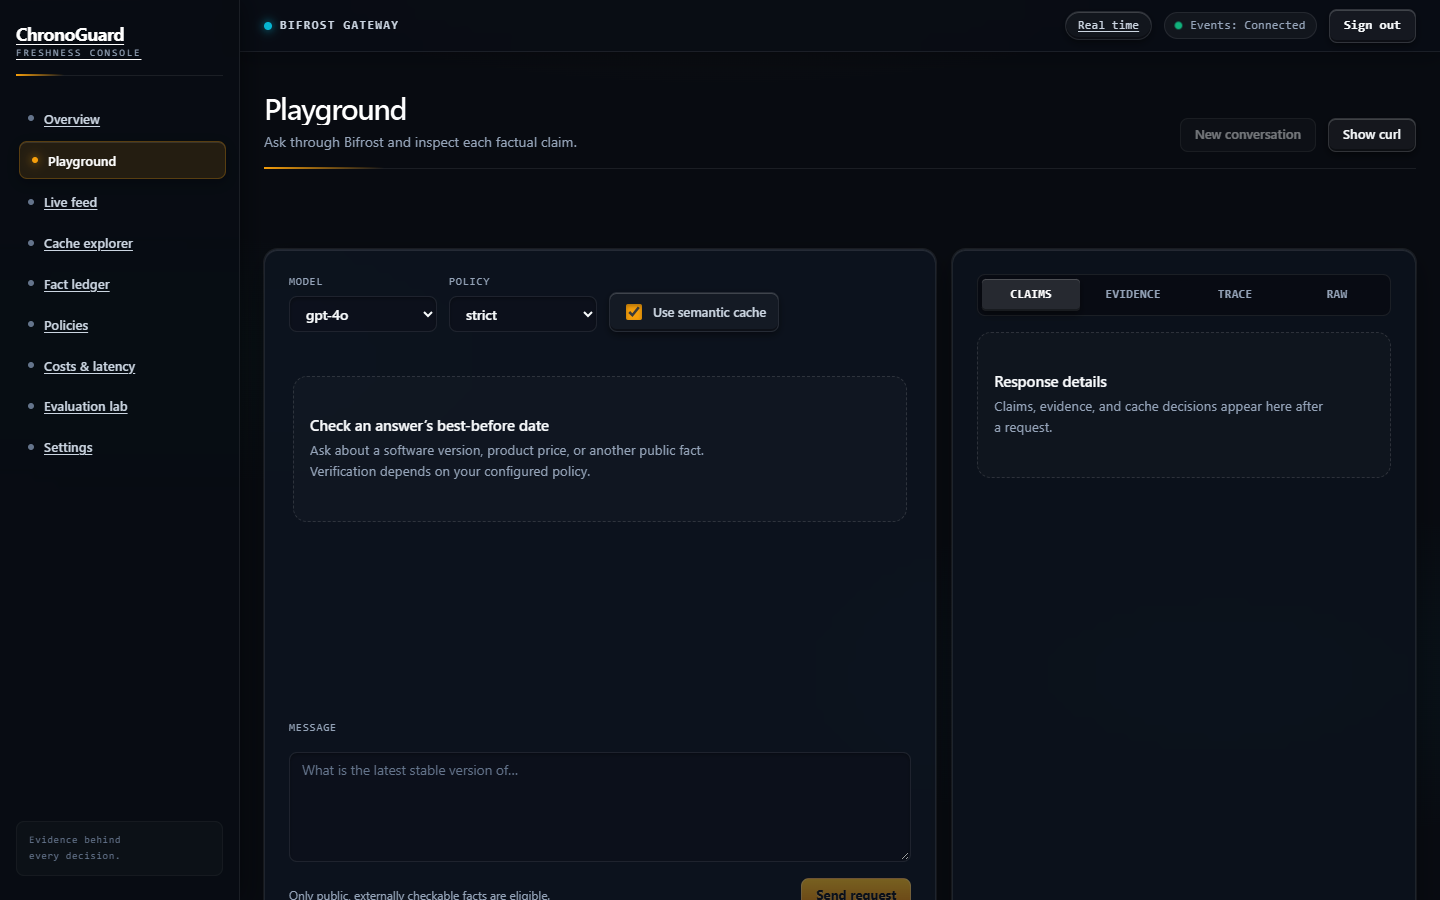 ChronoGuard
FRESHNESS CONSOLE
Overview
Playground
Live feed
Cache explorer
Fact ledger
Policies
Costs & latency
Evaluation lab
Settings
Evidence behind
every decision.
BIFROST GATEWAY
Real time
Events: Connected
Sign out
Playground
Ask through Bifrost and inspect each factual claim.
New conversation
Show curl
MODEL
POLICY
gpt-4o
strict
Use semantic cache
Check an answer's best-before date
Ask about a software version, product price, or another public fact.
Verification depends on your configured policy.
MESSAGE
What is the latest stable version of...
Only public, externally checkable facts are eligible.
Send request
CLAIMS
EVIDENCE
TRACE
RAW
Response details
Claims, evidence, and cache decisions appear here after
a request.